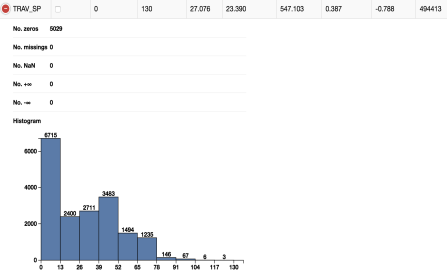 TRAV_SP 0 130 27.076 23.390 547.103 0.387 -0.788 494413
No. zeros 5029
No. missings 0
No. NaN 0
No. +∞ 0
No. -∞ 0
Histogram
6715
6000
3483
4000
2711
2400
2000
1494
1235
146 67 6 3
0
0 13 26 39 52 65 78 91 104 117 130